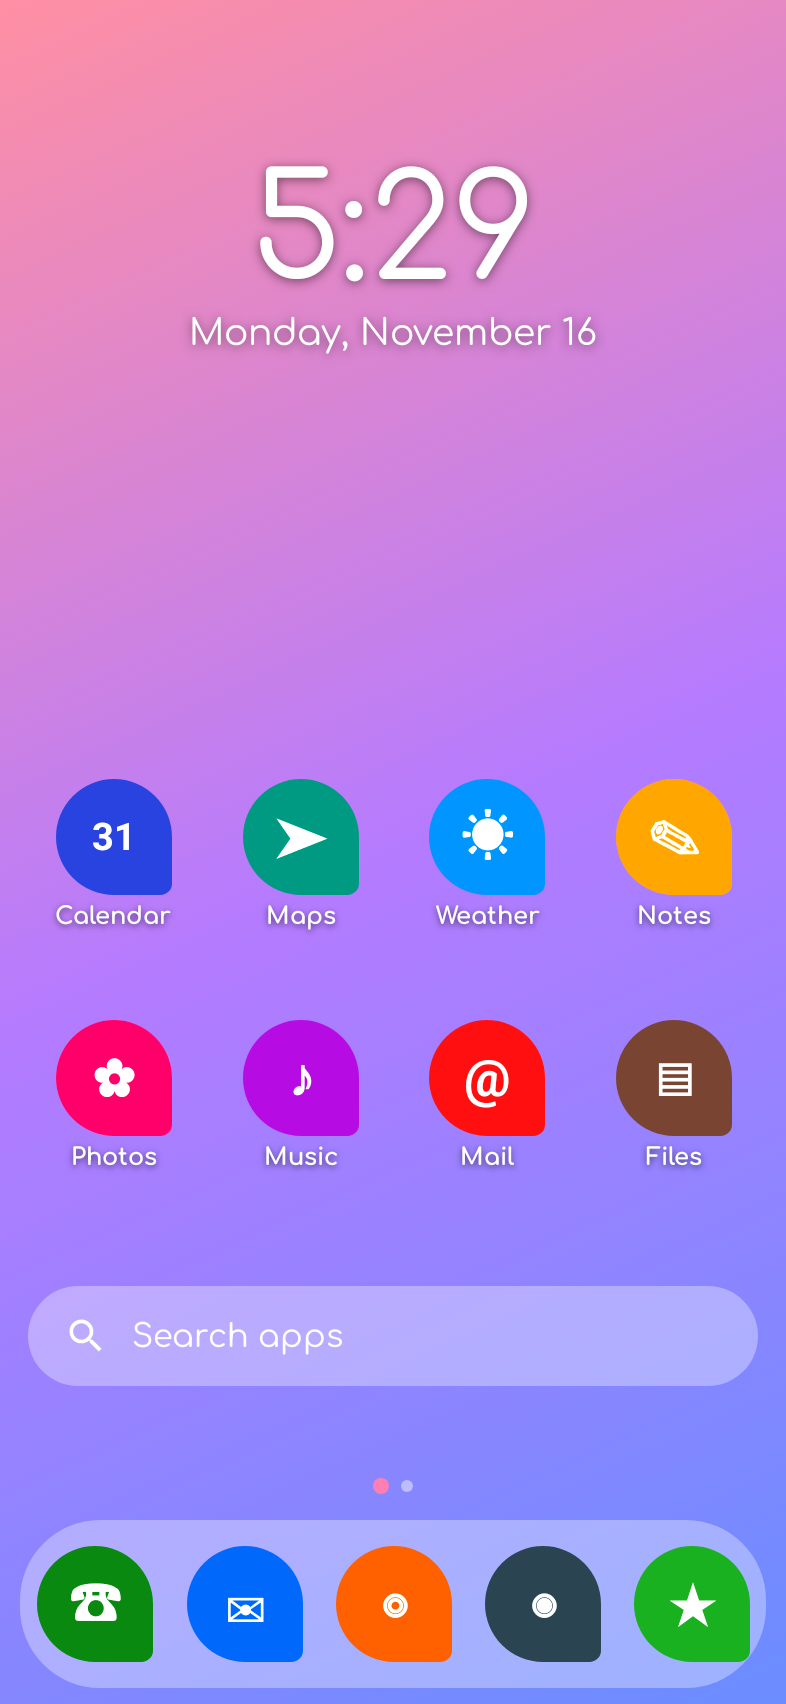 5:29
Monday, November 16
31
Calendar
Maps
Weather
Notes
@
Photos
Music
Mail
Files
Search apps